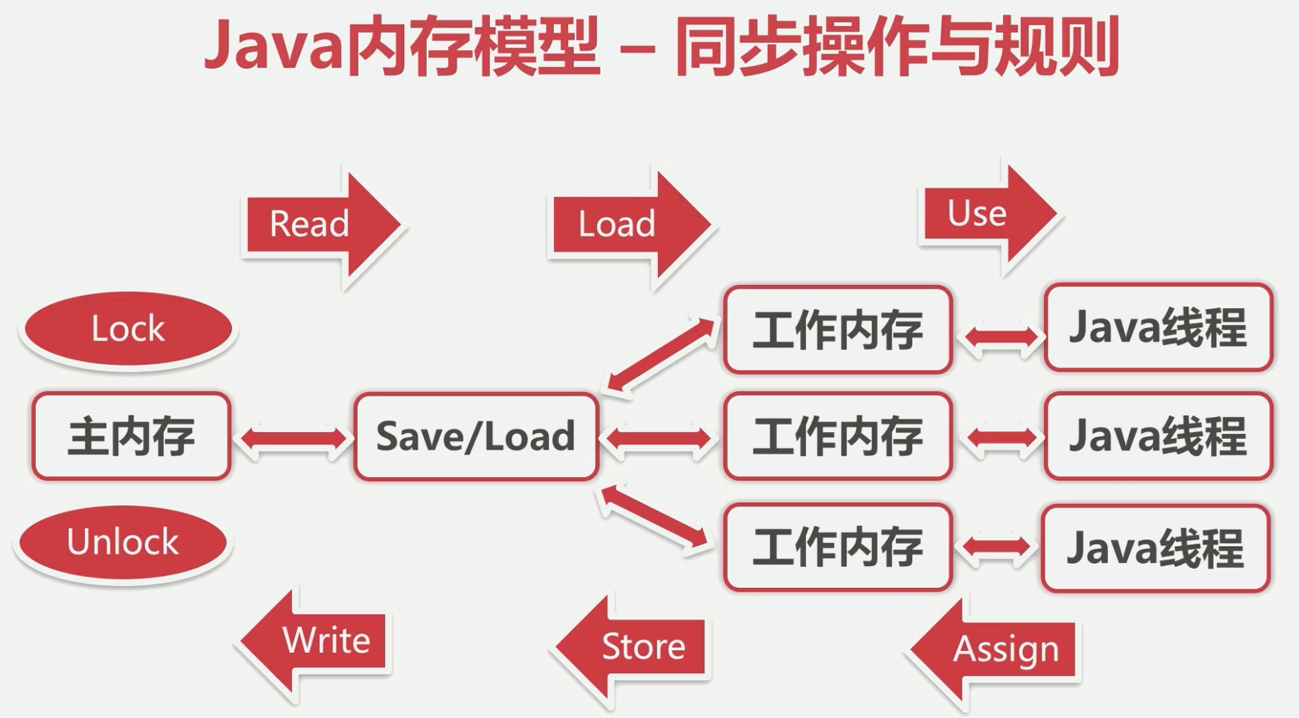 Java内存模型 – 同步操作与规则
Read
Load
Use
Lock
工作内存
Java线程
主内存
Save/Load
工作内存
Java线程
Unlock
工作内存
Java线程
Write
Store
Assign